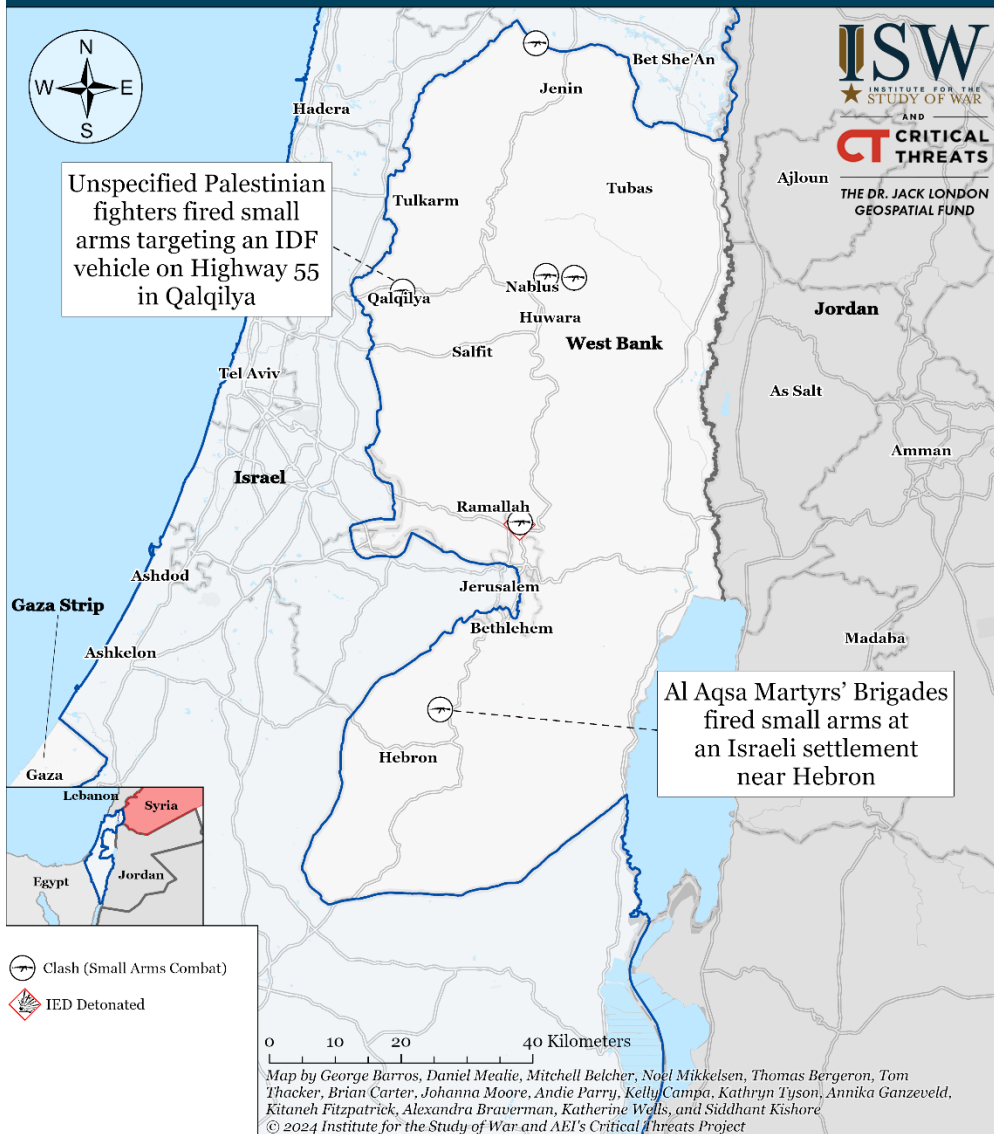 N
W E
S
ISW
INSTITUTE FOR THE
STUDY OF WAR
AND
CT CRITICAL
THREATS
THE DR. JACK LONDON
GEOSPATIAL FUND
Bet She'An
Jenin
Hadera
Ajloun
Unspecified Palestinian
fighters fired small
arms targeting an IDF
vehicle on Highway 55
in Qalqilya
Tulkarm
Tubas
Qalqilya
Nablus
Huwara
Jordan
Salfit
West Bank
Tel Aviv
As Salt
Amman
Israel
Ramallah
Ashdod
Jerusalem
Gaza Strip
Bethlehem
Madaba
Ashkelon
Al Aqsa Martyrs' Brigades
fired small arms at
an Israeli settlement
near Hebron
Hebron
Gaza
Lebanon
Syria
Egypt
Jordan
Clash (Small Arms Combat)
IED Detonated
0 10 20 40 Kilometers
Map by George Barros, Daniel Mealie, Mitchell Belcher, Noel Mikkelsen, Thomas Bergeron, Tom
Thacker, Brian Carter, Johanna Moore, Andie Parry, Kelly Campa, Kathryn Tyson, Annika Ganzeveld,
Kitaneh Fitzpatrick, Alexandra Braverman, Katherine Wells, and Siddhant Kishore
© 2024 Institute for the Study of War and AEI's Critical Threats Project